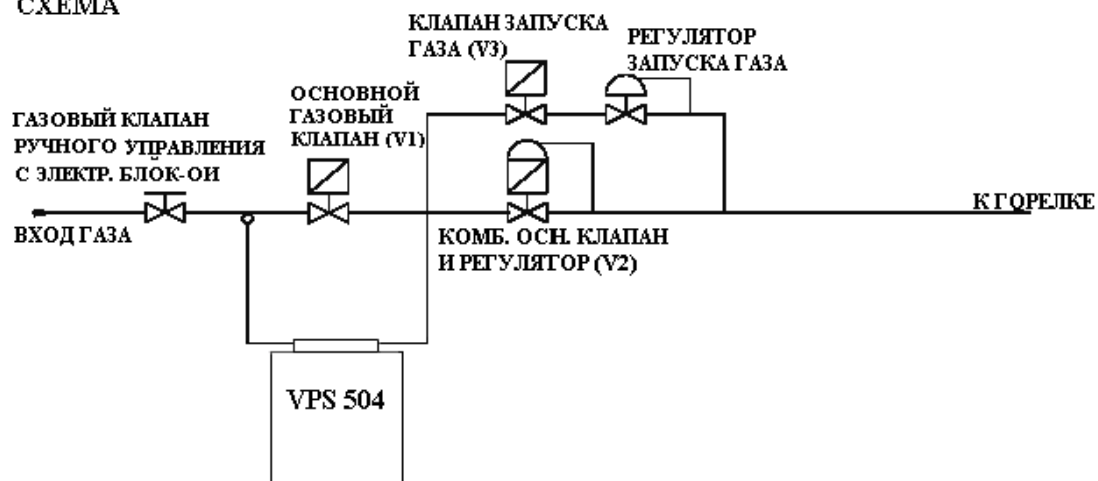 СХЕМА
КЛАПАН ЗАПУСКА
ГАЗА (V3)
РЕГУЛЯТОР
ЗАПУСКА ГАЗА
ОСНОВНОЙ
ГАЗОВЫЙ
КЛАПАН (V1)
ГАЗОВЫЙ КЛАПАН
РУЧНОГО УПРАВЛЕНИЯ
С ЭЛЕКТР. БЛОК-ОИ
ВХОД ГАЗА
КОМБ. ОСН. КЛАПАН
И РЕГУЛЯТОР (V2)
К ГОРЕЛКЕ
VPS 504